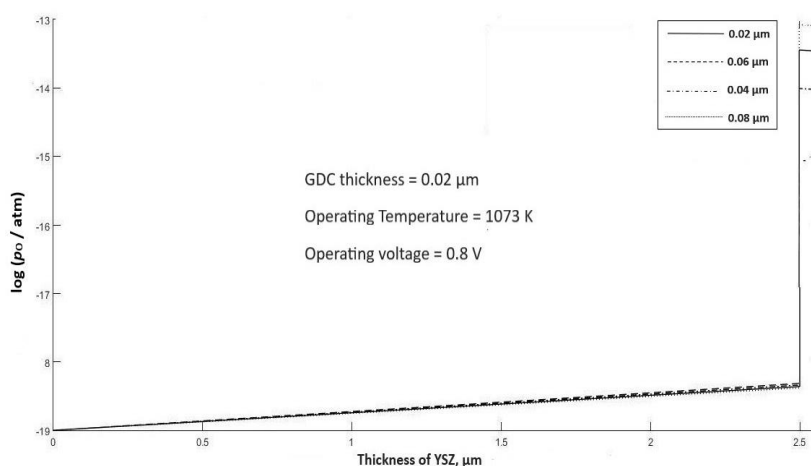 -13
-14
-15
-16
-17
8
-19
log (po / atm)
0.02 µm
0.06 µm
0.04 µm
0.08 µm
GDC thickness = 0.02 µm
Operating Temperature = 1073 K
Operating voltage = 0.8 V
0
0.5
1
1.5
2
2.5
Thickness of YSZ, µm